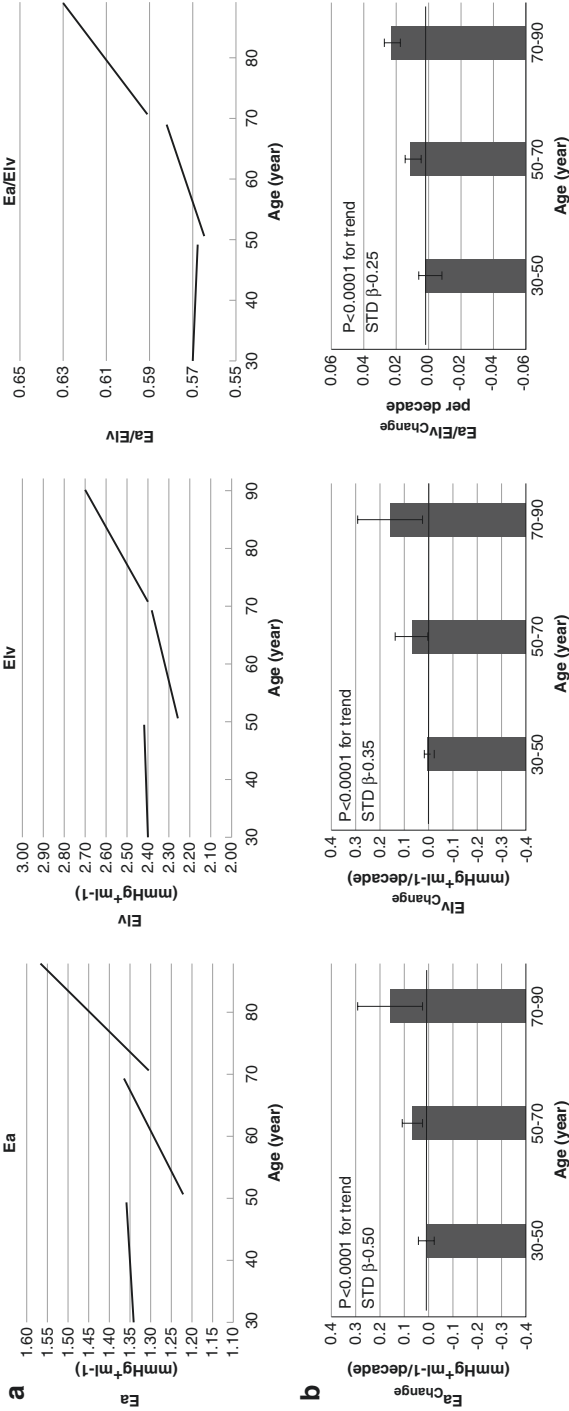 a
Ea
Ea
(mmHg*ml-1)
1.60
1.55
1.50
1.45
1.40
1.35
1.30
1.25
1.20
1.15
1.10
30 40 50 60 70 80
Age (year)
Elv
Elv
(mmHg*ml-1)
3.00
2.90
2.80
2.70
2.60
2.50
2.40
2.30
2.20
2.10
2.00
30 40 50 60 70 80 90
Age (year)
Ea/Elv
Ea/Elv
0.65
0.63
0.61
0.59
0.57
0.55
30 40 50 60 70 80
Age (year)
b
Ea Change
(mmHg*ml-1/decade)
0.4
0.3
0.2
0.1
0.0
-0.1
-0.2
-0.3
-0.4
P<0.0001 for trend
STD β-0.50
30-50 50-70 70-90
Age (year)
Elv Change
(mmHg*ml-1/decade)
0.4
0.3
0.2
0.1
0.0
-0.1
-0.2
-0.3
-0.4
P<0.0001 for trend
STD β-0.35
30-50 50-70 70-90
Age (year)
Ea/Elv Change
per decade
0.06
0.04
0.02
0.00
-0.02
-0.04
-0.06
P<0.0001 for trend
STD β-0.25
30-50 50-70 70-90
Age (year)